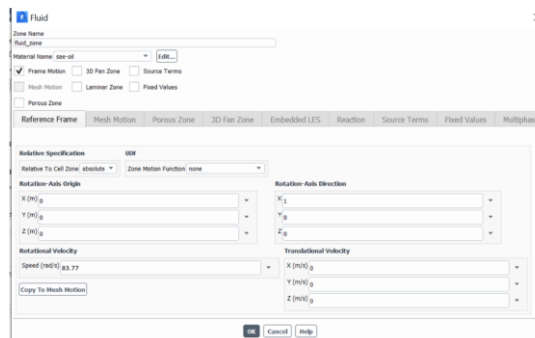 Fluid
Zone Name
fluid_zone
Material Name sae-oil Edit...
Frame Motion 3D Fan Zone Source Terms
Mesh Motion Laminar Zone Fixed Values
Porous Zone
Reference Frame Mesh Motion Porous Zone 3D Fan Zone Embedded LES Reaction Source Terms Fixed Values Multiphas
Relative Specification UDF
Relative To Cell Zone absolute Zone Motion Function none
Rotation-Axis Origin Rotation-Axis Direction
X (m) 0 X 1
Y (m) 0 Y 0
Z (m) 0 Z 0
Rotational Velocity Translational Velocity
Speed (rad/s) 83.77 X (m/s) 0
Y (m/s) 0
Copy To Mesh Motion Z (m/s) 0
OK Cancel Help